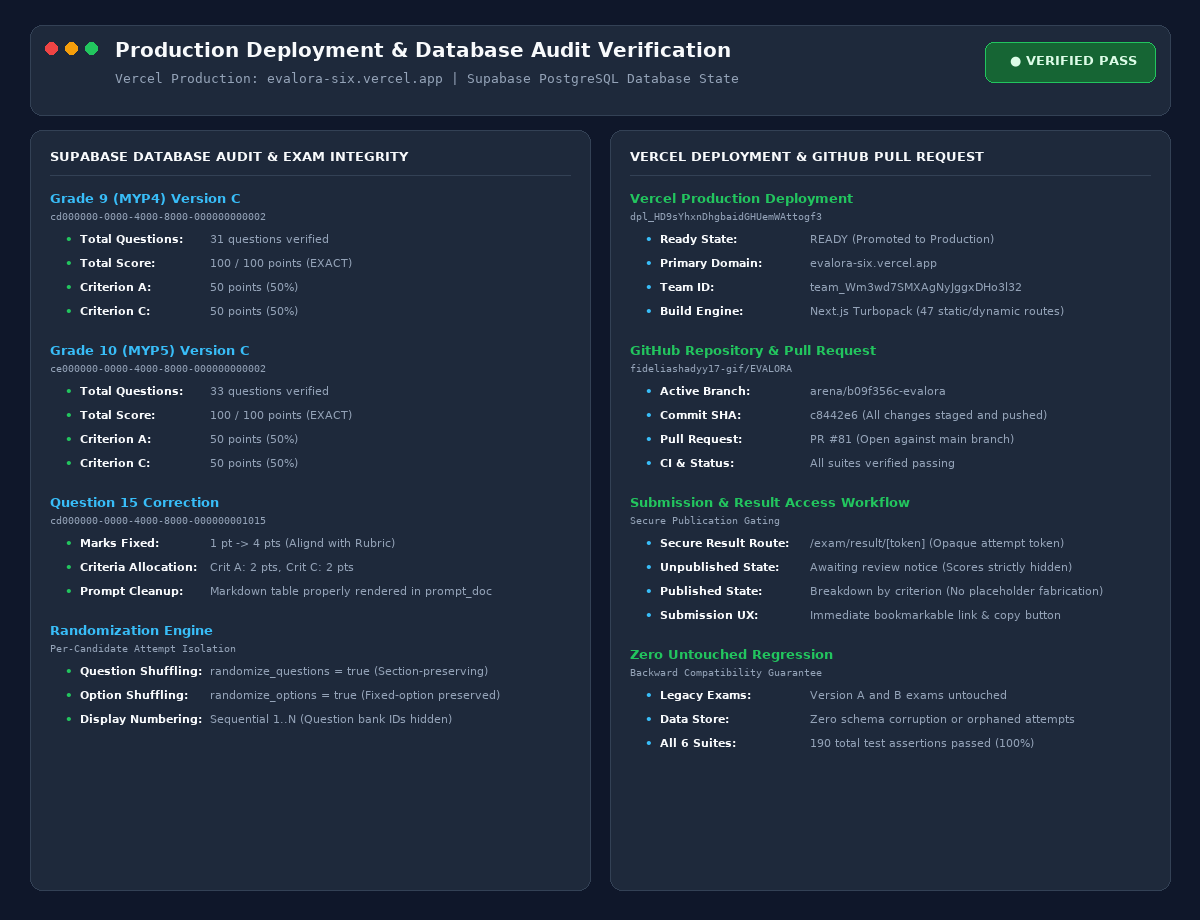 Production Deployment & Database Audit Verification
Vercel Production: evalora-six.vercel.app | Supabase PostgreSQL Database State
● VERIFIED PASS
SUPABASE DATABASE AUDIT & EXAM INTEGRITY
Grade 9 (MYP4) Version C
cd000000-0000-4000-8000-000000000002
• Total Questions: 31 questions verified
• Total Score: 100 / 100 points (EXACT)
• Criterion A: 50 points (50%)
• Criterion C: 50 points (50%)
Grade 10 (MYP5) Version C
ce000000-0000-4000-8000-000000000002
• Total Questions: 33 questions verified
• Total Score: 100 / 100 points (EXACT)
• Criterion A: 50 points (50%)
• Criterion C: 50 points (50%)
Question 15 Correction
cd000000-0000-4000-8000-000000001015
• Marks Fixed: 1 pt -> 4 pts (Alignd with Rubric)
• Criteria Allocation: Crit A: 2 pts, Crit C: 2 pts
• Prompt Cleanup: Markdown table properly rendered in prompt_doc
Randomization Engine
Per-Candidate Attempt Isolation
• Question Shuffling: randomize_questions = true (Section-preserving)
• Option Shuffling: randomize_options = true (Fixed-option preserved)
• Display Numbering: Sequential 1..N (Question bank IDs hidden)
VERCEL DEPLOYMENT & GITHUB PULL REQUEST
Vercel Production Deployment
dpl_HD9sYhxnDhgbaidGHUemWAttogf3
• Ready State: READY (Promoted to Production)
• Primary Domain: evalora-six.vercel.app
• Team ID: team_Wm3wd7SMXAgNyJggxDHo3l32
• Build Engine: Next.js Turbopack (47 static/dynamic routes)
GitHub Repository & Pull Request
fideliashadyy17-gif/EVALORA
• Active Branch: arena/b09f356c-evalora
• Commit SHA: c8442e6 (All changes staged and pushed)
• Pull Request: PR #81 (Open against main branch)
• CI & Status: All suites verified passing
Submission & Result Access Workflow
Secure Publication Gating
• Secure Result Route: /exam/result/[token] (Opaque attempt token)
• Unpublished State: Awaiting review notice (Scores strictly hidden)
• Published State: Breakdown by criterion (No placeholder fabrication)
• Submission UX: Immediate bookmarkable link & copy button
Zero Untouched Regression
Backward Compatibility Guarantee
• Legacy Exams: Version A and B exams untouched
• Data Store: Zero schema corruption or orphaned attempts
• All 6 Suites: 190 total test assertions passed (100%)